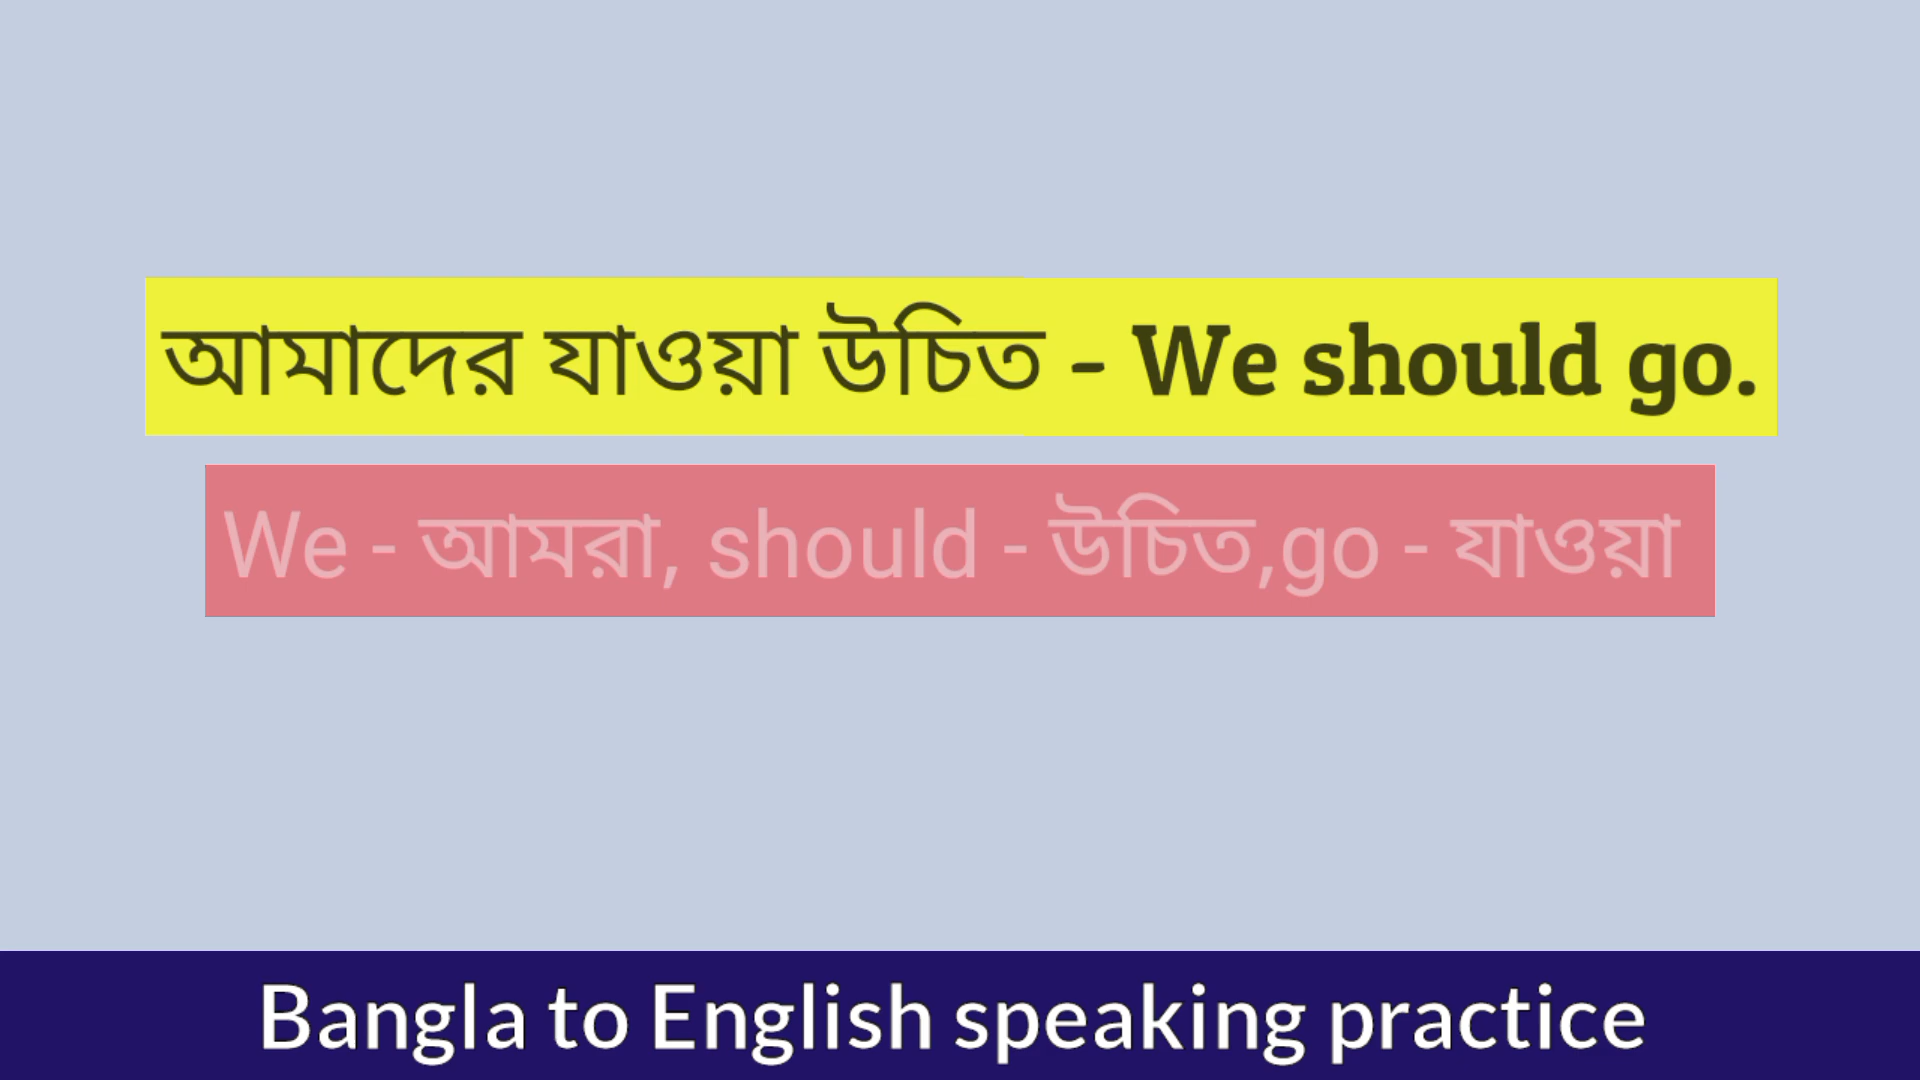 আমাদের যাওয়া উচিত - We should go.
We - আমরা, should - উচিত,go - যাওয়া
Bangla to English speaking practice